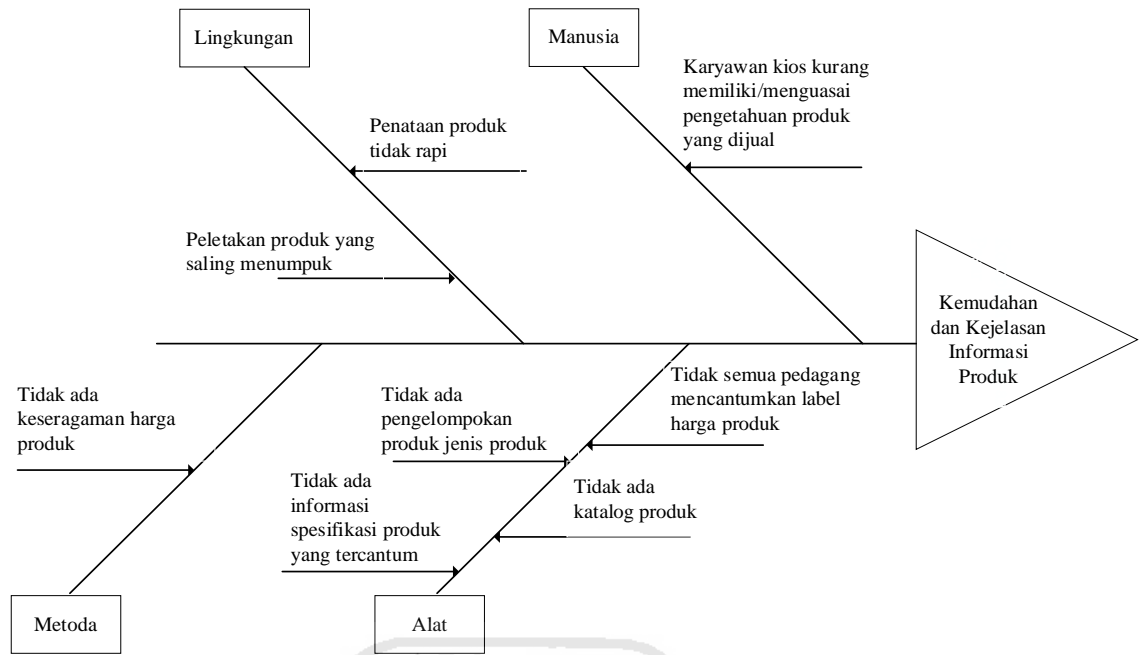 Lingkungan
Manusia
Karyawan kios kurang
memiliki/menguasai
pengetahuan produk
yang dijual
Penataan produk
tidak rapi
Peletakan produk yang
saling menumpuk
Kemudahan
dan Kejelasan
Informasi
Produk
Tidak ada
keseragaman harga
produk
Tidak ada
pengelompokan
produk jenis produk
Tidak semua pedagang
mencantumkan label
harga produk
Tidak ada
informasi
spesifikasi produk
yang tercantum
Tidak ada
katalog produk
Metoda
Alat